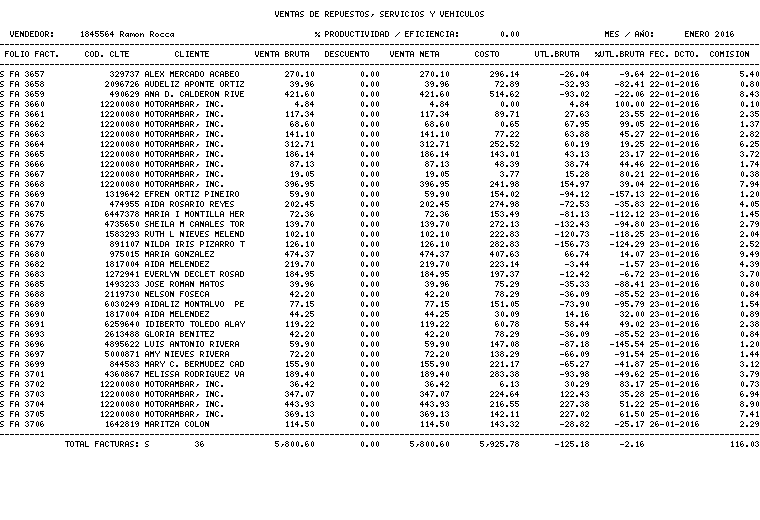 VENTAS DE REPUESTOS, SERVICIOS Y VEHICULOS
VENDEDOR: 1845564 Ramon Rocca % PRODUCTIVIDAD / EFICIENCIA: 0.00 MES / AÑO: ENERO 2016
FOLIO FACT. COD. CLTE CLIENTE VENTA BRUTA DESCUENTO VENTA NETA COSTO UTL.BRUTA %UTL.BRUTA FEC. DCTO. COMISION
S FA 3657 329737 ALEX MERCADO ACABEO 270.10 0.00 270.10 296.14 -26.04 -9.64 22-01-2016 5.40
S FA 3658 2096726 AUDELIZ APONTE ORTIZ 39.96 0.00 39.96 72.89 -32.93 -82.41 22-01-2016 0.80
S FA 3659 490629 ANA D. CALDERON RIVE 421.60 0.00 421.60 514.62 -93.02 -22.06 22-01-2016 8.43
S FA 3660 12200080 MOTORAMBAR, INC. 4.84 0.00 4.84 0.00 4.84 100.00 22-01-2016 0.10
S FA 3661 12200080 MOTORAMBAR, INC. 117.34 0.00 117.34 89.71 27.63 23.55 22-01-2016 2.35
S FA 3662 12200080 MOTORAMBAR, INC. 68.60 0.00 68.60 0.65 67.95 99.05 22-01-2016 1.37
S FA 3663 12200080 MOTORAMBAR, INC. 141.10 0.00 141.10 77.22 63.88 45.27 22-01-2016 2.82
S FA 3664 12200080 MOTORAMBAR, INC. 312.71 0.00 312.71 252.52 60.19 19.25 22-01-2016 6.25
S FA 3665 12200080 MOTORAMBAR, INC. 186.14 0.00 186.14 143.01 43.13 23.17 22-01-2016 3.72
S FA 3666 12200080 MOTORAMBAR, INC. 87.13 0.00 87.13 48.39 38.74 44.46 22-01-2016 1.74
S FA 3667 12200080 MOTORAMBAR, INC. 19.05 0.00 19.05 3.77 15.28 80.21 22-01-2016 0.38
S FA 3668 12200080 MOTORAMBAR, INC. 396.95 0.00 396.95 241.98 154.97 39.04 22-01-2016 7.94
S FA 3669 1319642 EFREN ORTIZ PINEIRO 59.90 0.00 59.90 154.02 -94.12 -157.13 22-01-2016 1.20
S FA 3670 474955 AIDA ROSARIO REYES 202.45 0.00 202.45 274.98 -72.53 -35.83 22-01-2016 4.05
S FA 3675 6447378 MARIA I MONTILLA HER 72.36 0.00 72.36 153.49 -81.13 -112.12 23-01-2016 1.45
S FA 3676 4735650 SHEILA M CANALES TOR 139.70 0.00 139.70 272.13 -132.43 -94.80 23-01-2016 2.79
S FA 3677 1583293 RUTH L NIEVES MELEND 102.10 0.00 102.10 222.83 -120.73 -118.25 23-01-2016 2.04
S FA 3679 891107 NILDA IRIS PIZARRO T 126.10 0.00 126.10 282.83 -156.73 -124.29 23-01-2016 2.52
S FA 3680 975015 MARIA GONZALEZ 474.37 0.00 474.37 407.63 66.74 14.07 23-01-2016 9.49
S FA 3682 1817004 AIDA MELENDEZ 219.70 0.00 219.70 223.14 -3.44 -1.57 23-01-2016 4.39
S FA 3683 1272941 EVERLYN DECLET ROSAD 184.95 0.00 184.95 197.37 -12.42 -6.72 23-01-2016 3.70
S FA 3685 1493233 JOSE ROMAN MATOS 39.96 0.00 39.96 75.29 -35.33 -88.41 23-01-2016 0.80
S FA 3688 2119730 NELSON FOSECA 42.20 0.00 42.20 78.29 -36.09 -85.52 23-01-2016 0.84
S FA 3689 6030249 AIDALIZ MONTALVO PE 77.15 0.00 77.15 151.05 -73.90 -95.79 23-01-2016 1.54
S FA 3690 1817004 AIDA MELENDEZ 44.25 0.00 44.25 30.09 14.16 32.00 23-01-2016 0.89
S FA 3691 6259640 IDIBERTO TOLEDO ALAY 119.22 0.00 119.22 60.78 58.44 49.02 23-01-2016 2.38
S FA 3693 2613488 GLORIA BENITEZ 42.20 0.00 42.20 78.29 -36.09 -85.52 23-01-2016 0.84
S FA 3696 4895622 LUIS ANTONIO RIVERA 59.90 0.00 59.90 147.08 -87.18 -145.54 25-01-2016 1.20
S FA 3697 5000871 AMY NIEVES RIVERA 72.20 0.00 72.20 138.29 -66.09 -91.54 25-01-2016 1.44
S FA 3699 844583 MARY C. BERMUDEZ CAD 155.90 0.00 155.90 221.17 -65.27 -41.87 25-01-2016 3.12
S FA 3701 4360867 MELISSA RODRIGUEZ VA 189.40 0.00 189.40 283.38 -93.98 -49.62 25-01-2016 3.79
S FA 3702 12200080 MOTORAMBAR, INC. 36.42 0.00 36.42 6.13 30.29 83.17 25-01-2016 0.73
S FA 3703 12200080 MOTORAMBAR, INC. 347.07 0.00 347.07 224.64 122.43 35.28 25-01-2016 6.94
S FA 3704 12200080 MOTORAMBAR, INC. 443.93 0.00 443.93 216.55 227.38 51.22 25-01-2016 8.90
S FA 3705 12200080 MOTORAMBAR, INC. 369.13 0.00 369.13 142.11 227.02 61.50 25-01-2016 7.41
S FA 3706 1642819 MARITZA COLON 114.50 0.00 114.50 143.32 -28.82 -25.17 26-01-2016 2.29
TOTAL FACTURAS: S 36 5,800.60 0.00 5,800.60 5,925.78 -125.18 -2.16 116.03